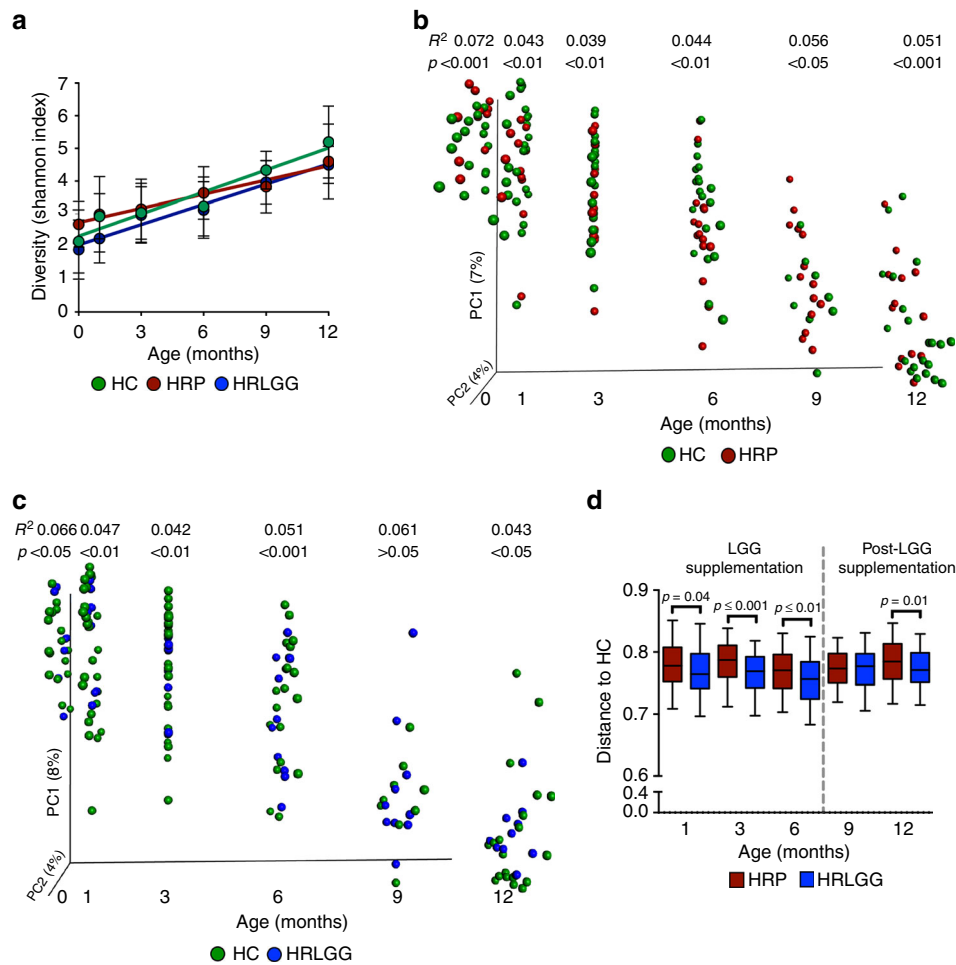 a
Diversity (shannon index)
7
6
5
4
3
2
1
0
0 3 6 9 12
Age (months)
HC HRP HRLGG
b
R² 0.072 0.043 0.039 0.044 0.056 0.051
p <0.001 <0.01 <0.01 <0.01 <0.05 <0.001
PC1 (7%)
PC2 (4%)
0 1 3 6 9 12
Age (months)
HC HRP
c
R² 0.066 0.047 0.042 0.051 0.061 0.043
p <0.05 <0.01 <0.01 <0.001 >0.05 <0.05
PC1 (8%)
PC2 (4%)
0 1 3 6 9 12
Age (months)
HC HRLGG
d
LGG
supplementation
Post-LGG
supplementation
p = 0.04 p ≤ 0.001 p ≤ 0.01 p = 0.01
Distance to HC
0.9
0.8
0.7
0.6
0.4
0.0
1 3 6 9 12
Age (months)
HRP HRLGG